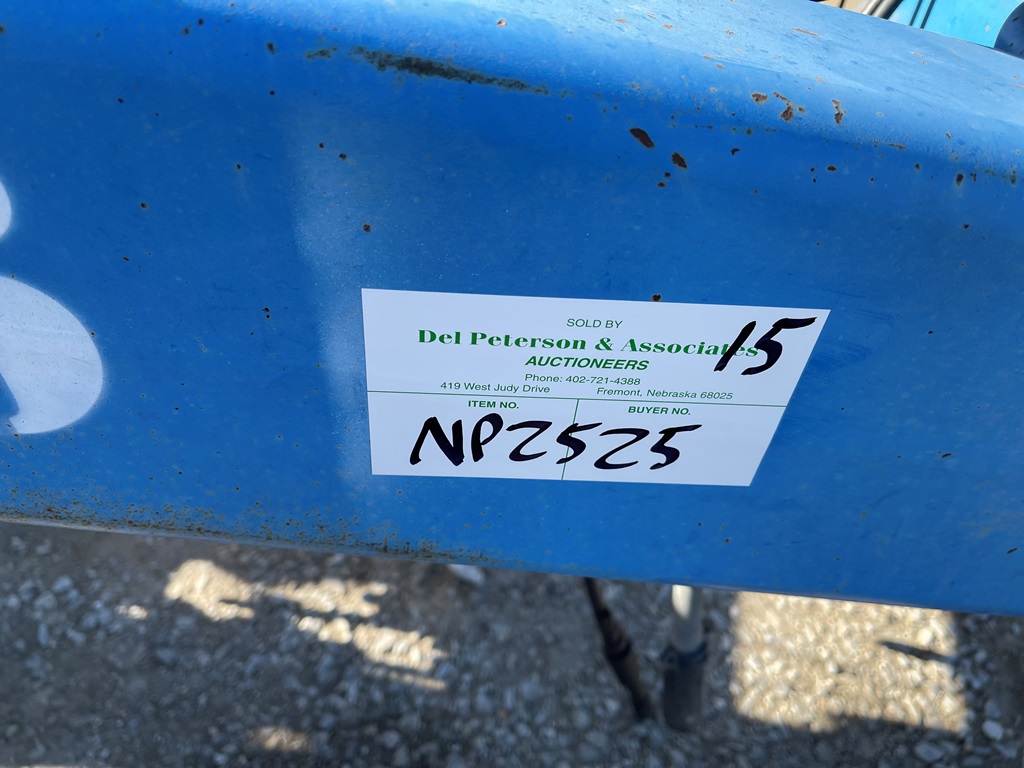 SOLD BY
Del Peterson & Associates
15
AUCTIONEERS
Phone: 402-721-4388
419 West Judy Drive Fremont, Nebraska 68025
ITEM NO. BUYER NO.
NP2525